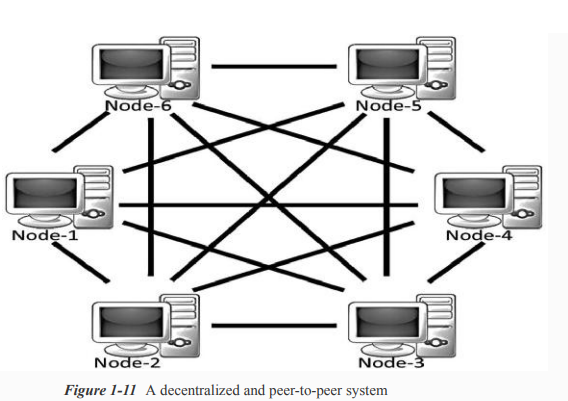 Node-6
Node-5
Node-1
Node-4
Node-2
Node-3
Figure 1-11 A decentralized and peer-to-peer system